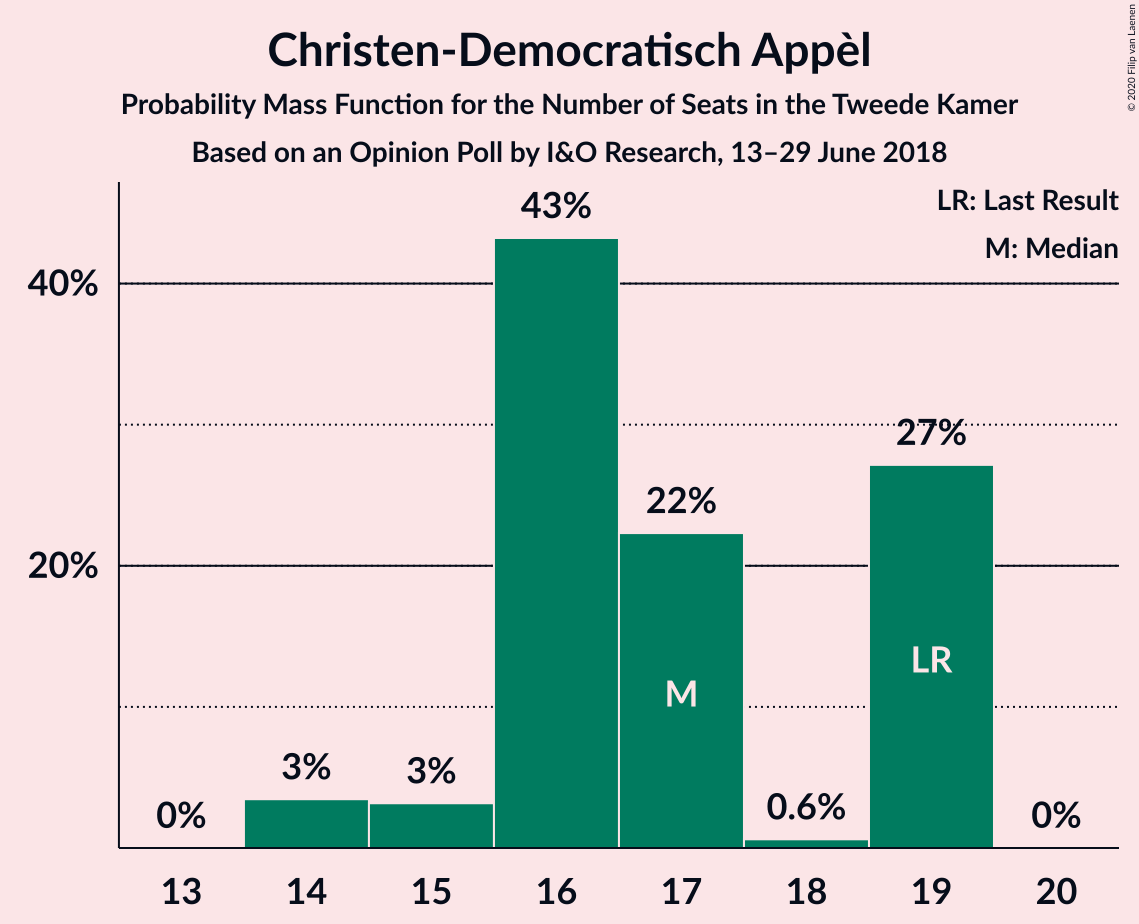 Christen-Democratisch Appèl
Probability Mass Function for the Number of Seats in the Tweede Kamer
Based on an Opinion Poll by I&O Research, 13–29 June 2018
© 2020 Filip van Laenen
LR: Last Result
M: Median
43%
40%
27%
22%
20%
LR
M
3%
3%
0.6%
0%
0%
13 14 15 16 17 18 19 20